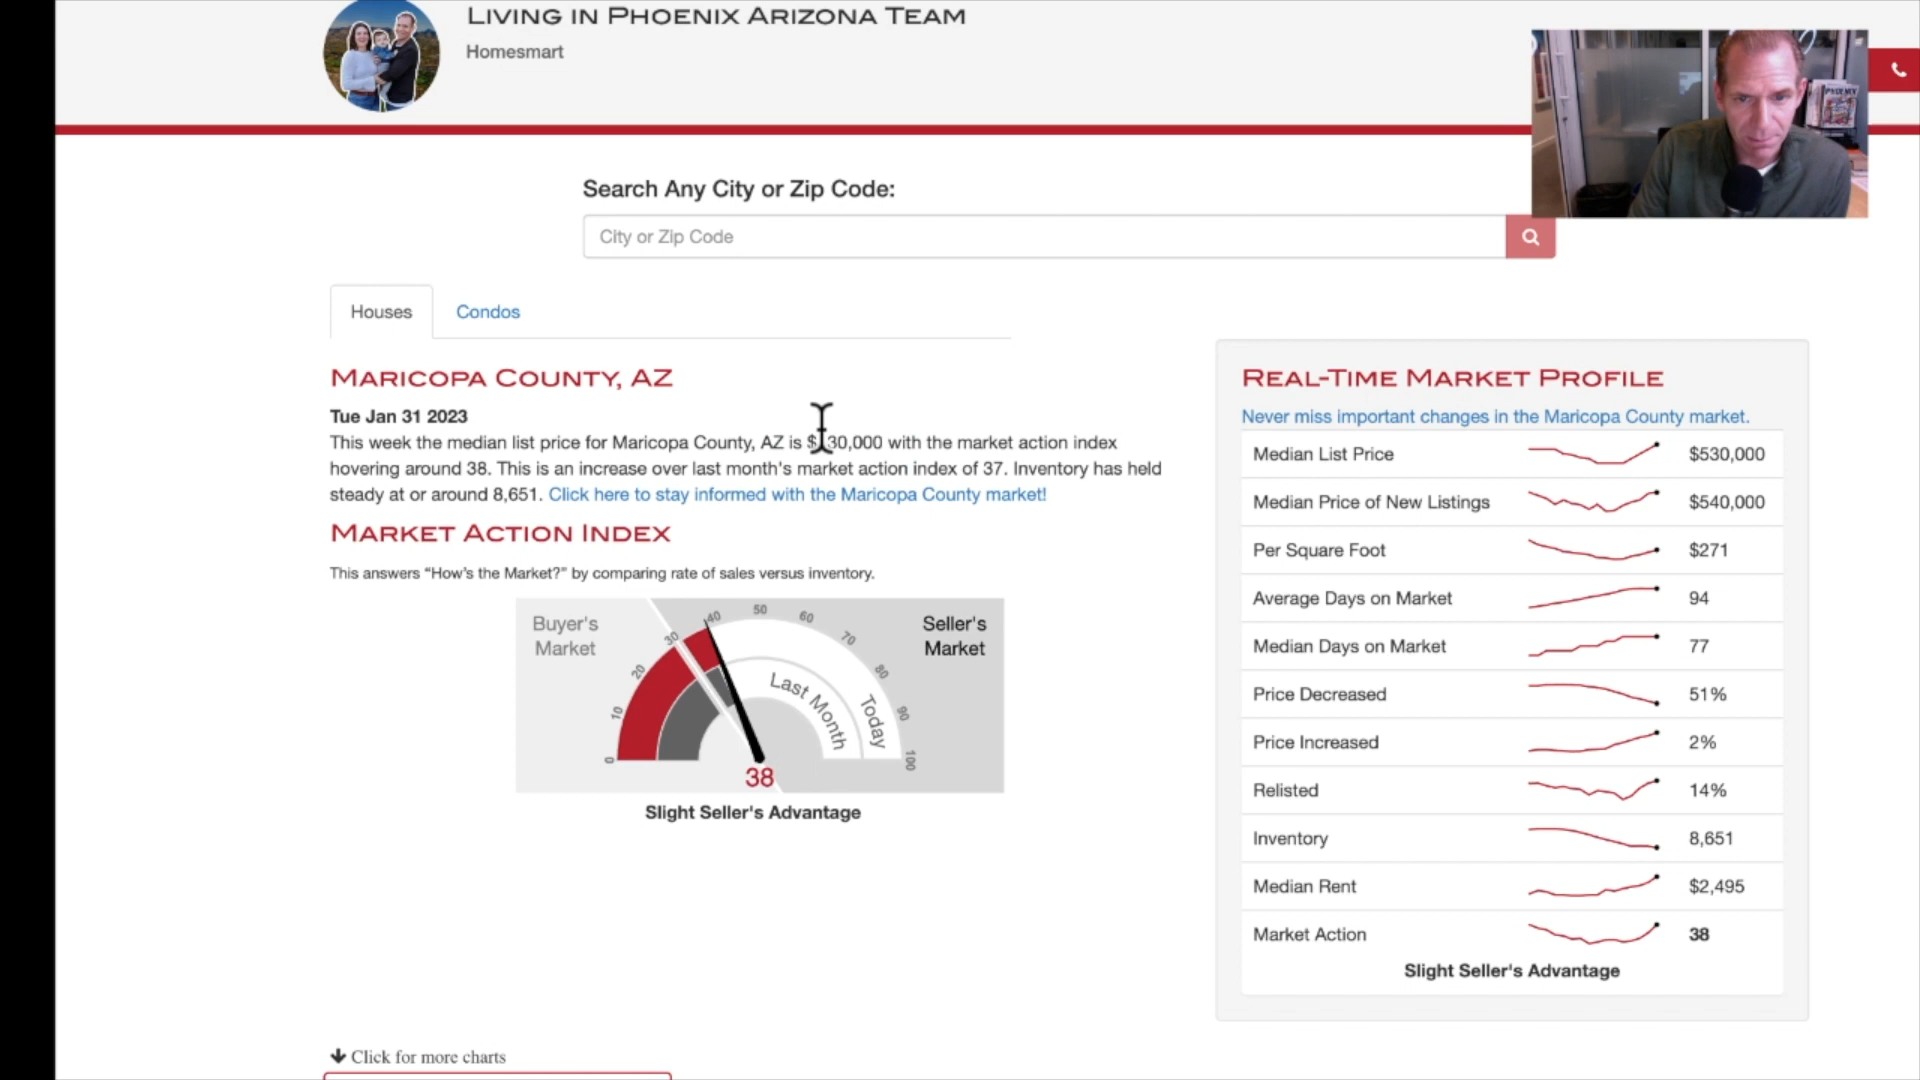 LIVING IN PHOENIX ARIZONA TEAM
Homesmart
Search Any City or Zip Code:
City or Zip Code
Houses
Condos
MARICOPA COUNTY, AZ
Tue Jan 31 2023
This week the median list price for Maricopa County, AZ is $ 30,000 with the market action index
hovering around 38. This is an increase over last month's market action index of 37. Inventory has held
steady at or around 8,651. Click here to stay informed with the Maricopa County market!
MARKET ACTION INDEX
This answers “How's the Market?” by comparing rate of sales versus inventory.
Buyer's
Market
Seller's
Market
0
10
20
30
40
50
60
70
80
90
100
Last Month
Today
38
Slight Seller's Advantage
Click for more charts
REAL-TIME MARKET PROFILE
Never miss important changes in the Maricopa County market.
Median List Price $530,000
Median Price of New Listings $540,000
Per Square Foot $271
Average Days on Market 94
Median Days on Market 77
Price Decreased 51%
Price Increased 2%
Relisted 14%
Inventory 8,651
Median Rent $2,495
Market Action 38
Slight Seller's Advantage